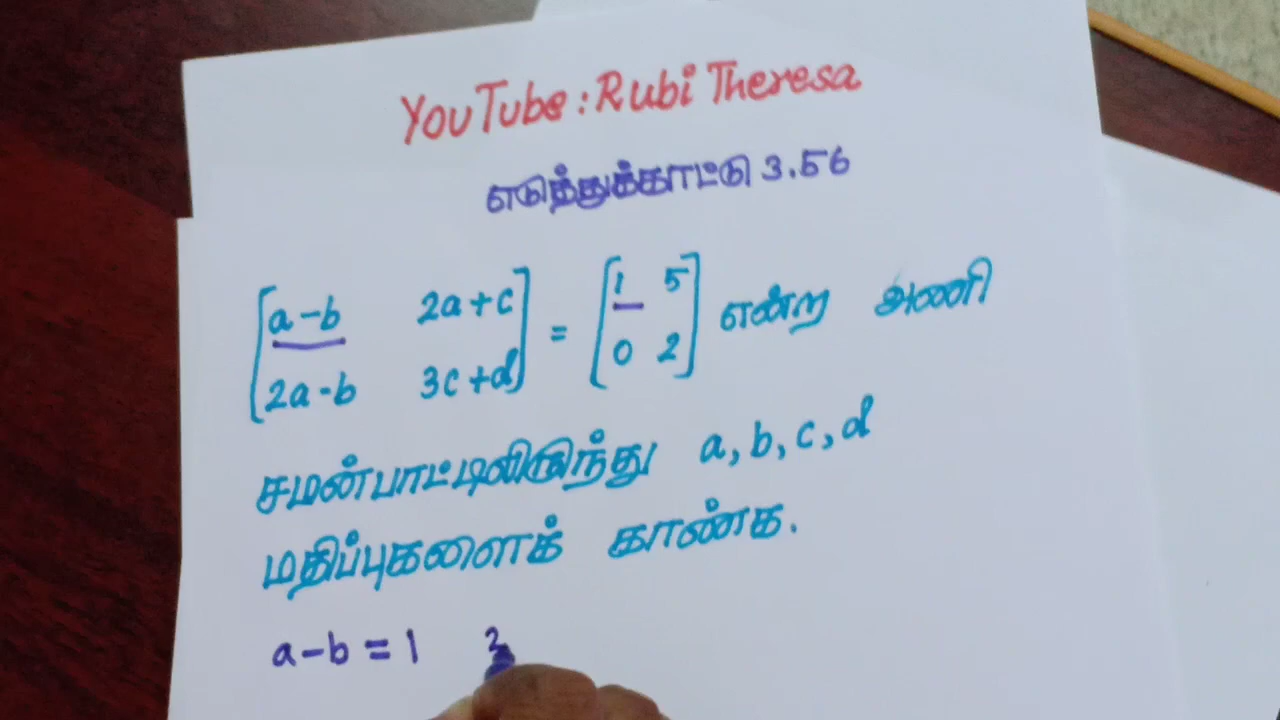 YouTube : Rubi Theresa
எடுத்துக்காட்டு 3.56
[a-b 2a+c] = [1 5] என்ற அணி
[2a-b 3c+d] [0 2]
சமன்பாட்டிலிருந்து a, b, c, d
மதிப்புகளைக் காண்க.
a-b = 1 2